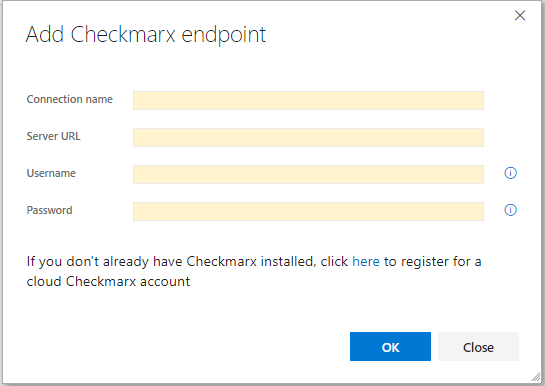 Add Checkmarx endpoint
Connection name
Server URL
Username
Password
If you don't already have Checkmarx installed, click here to register for a
cloud Checkmarx account
OK
Close